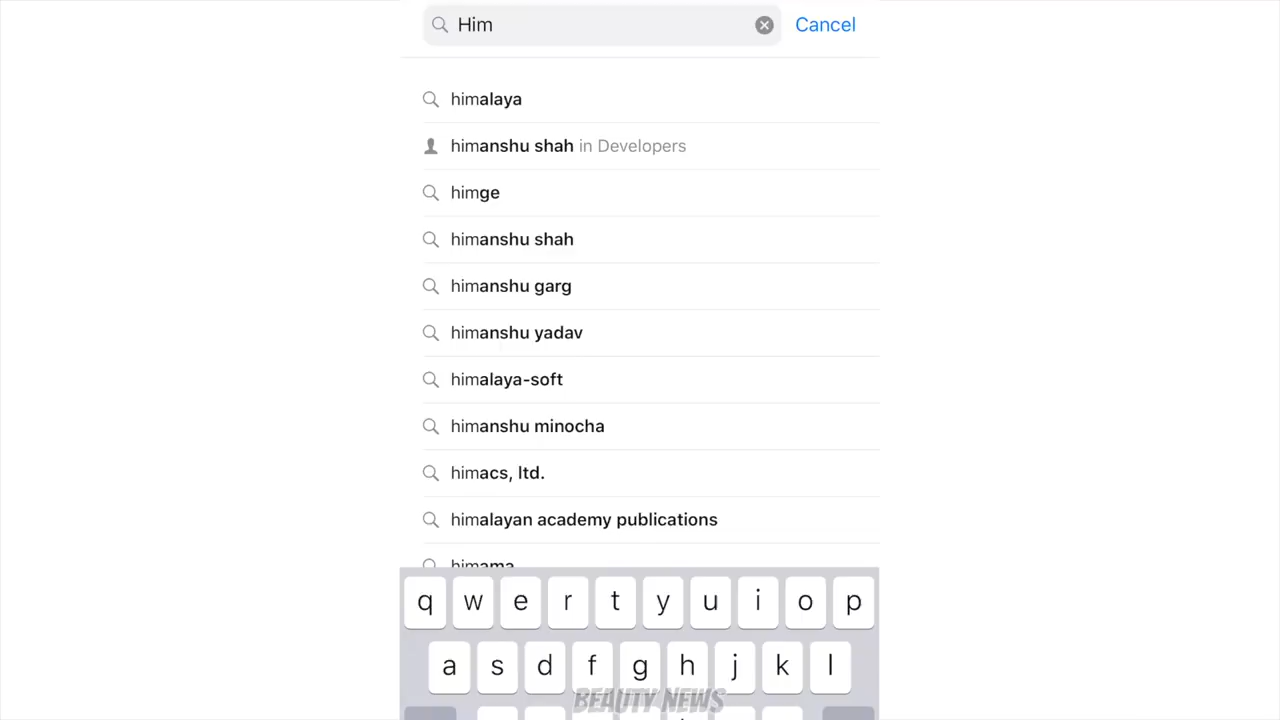 Him
Cancel
himalaya
himanshu shah in Developers
himge
himanshu shah
himanshu garg
himanshu yadav
himalaya-soft
himanshu minocha
himacs, ltd.
himalayan academy publications
himama
q w e r t y u i o p
a s d f g h j k l
BEAUTY NEWS